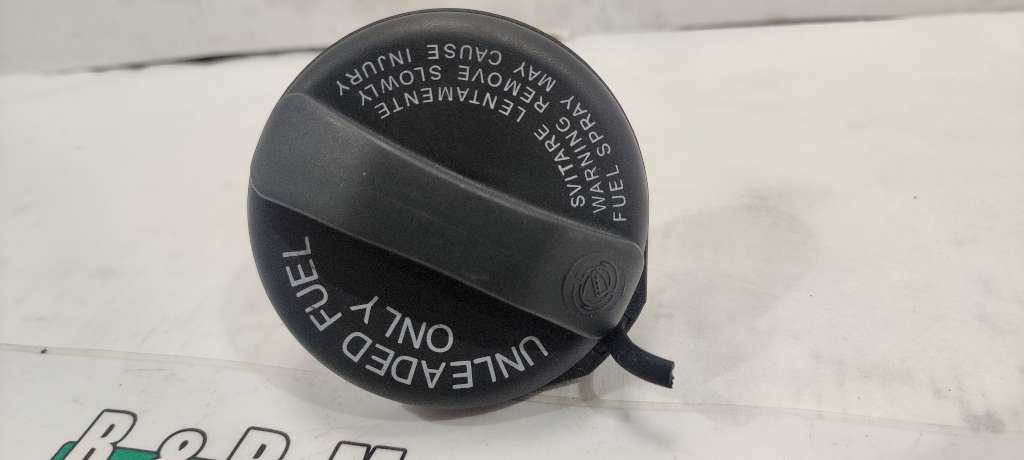 SVITARE LENTAMENTE
WARNING REMOVE SLOWLY
FUEL SPRAY MAY CAUSE INJURY
UNLEADED FUEL
ONLY